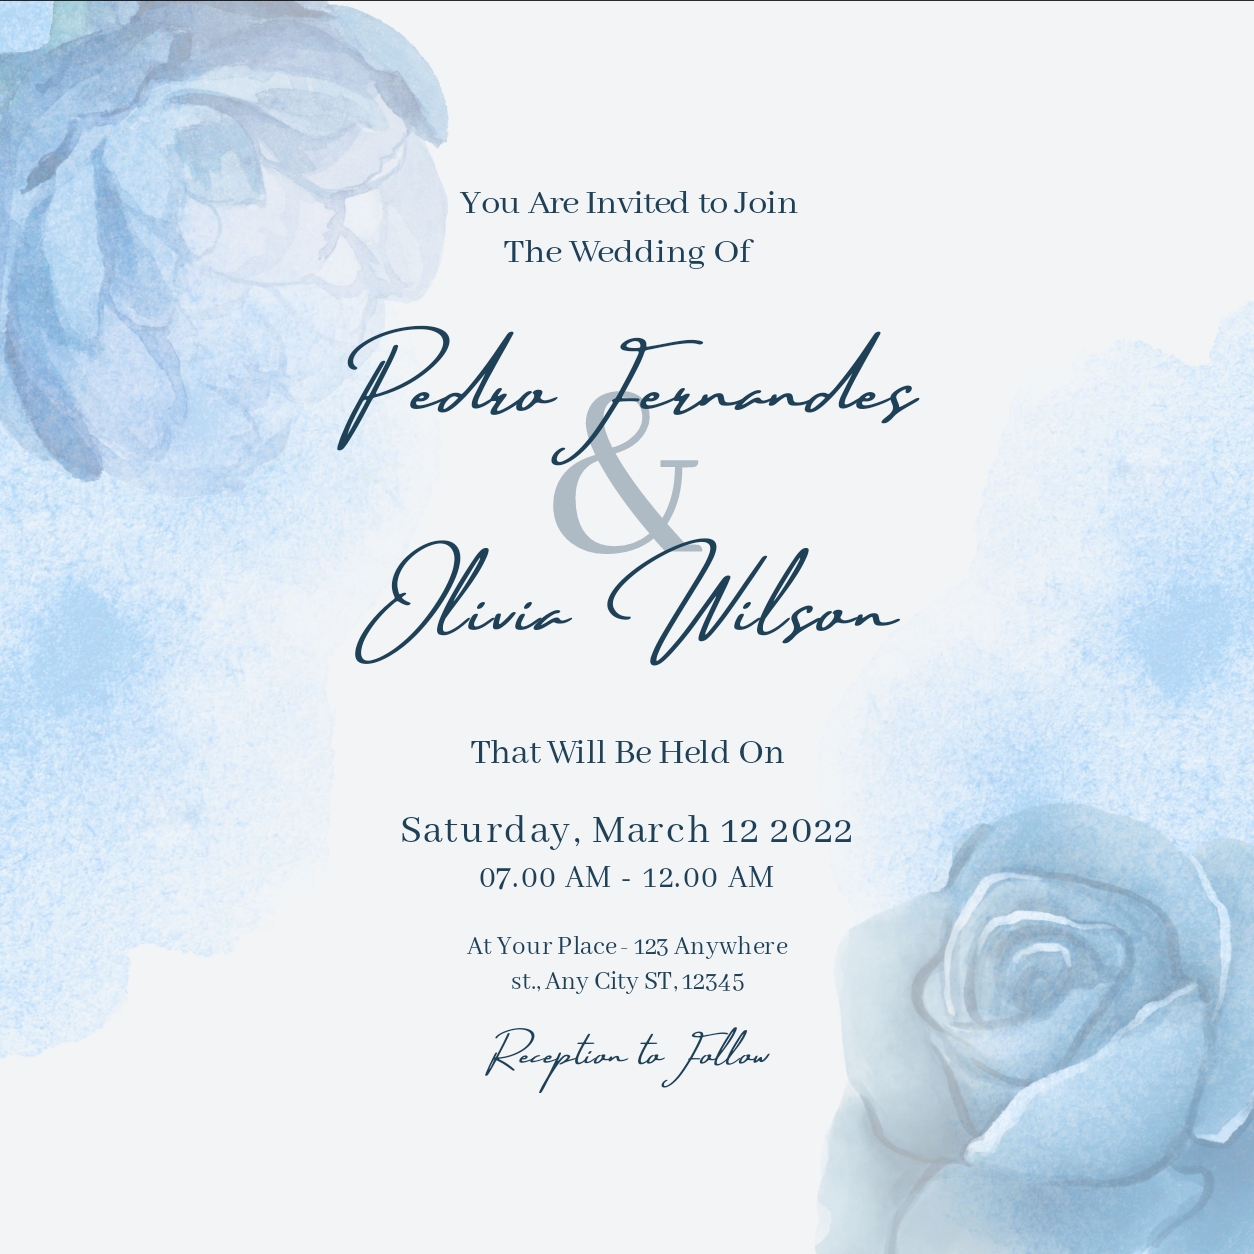 You Are Invited to Join
The Wedding Of
Pedro Fernandes
&
Olivia Wilson
That Will Be Held On
Saturday, March 12 2022
07.00 AM - 12.00 AM
At Your Place - 123 Anywhere
st., Any City ST, 12345
Reception to Follow